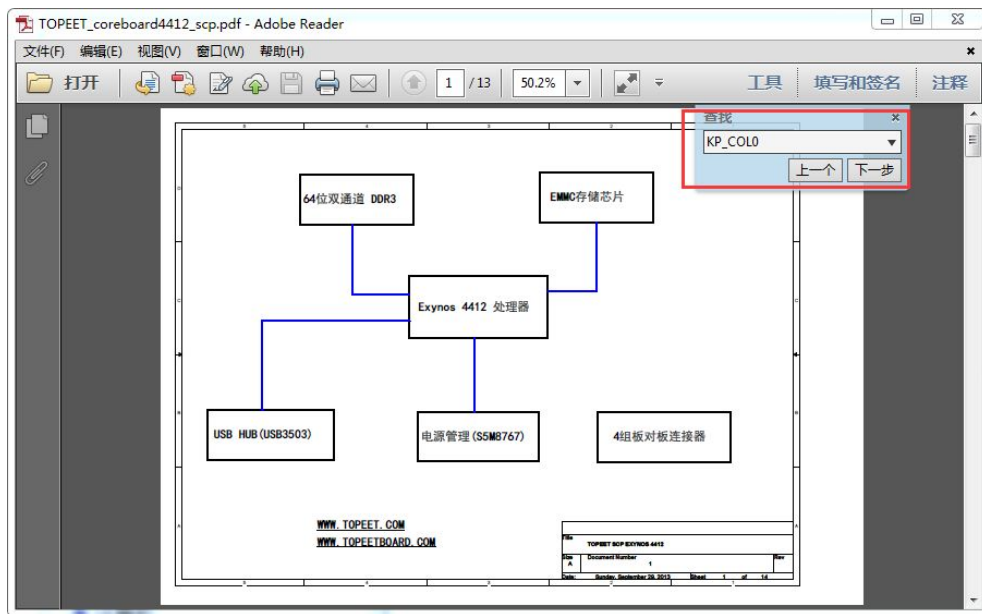 TOPEET_coreboard4412_scp.pdf - Adobe Reader
文件(F) 编辑(E) 视图(V) 窗口(W) 帮助(H)
打开 1 /13 50.2% 工具 填写和签名 注释
查找
KP_COL0
上一个 下一步
64位双通道 DDR3
EMMC存储芯片
Exynos 4412 处理器
USB HUB(USB3503)
电源管理(S5M8767)
4组板对板连接器
WWW.TOPEET.COM
WWW.TOPEETBOARD.COM
Title
TOPEET SCP EXYNOS 4412
Size Document Number Rev
A 1
Date: Sunday, September 29, 2013 Sheet 1 of 14